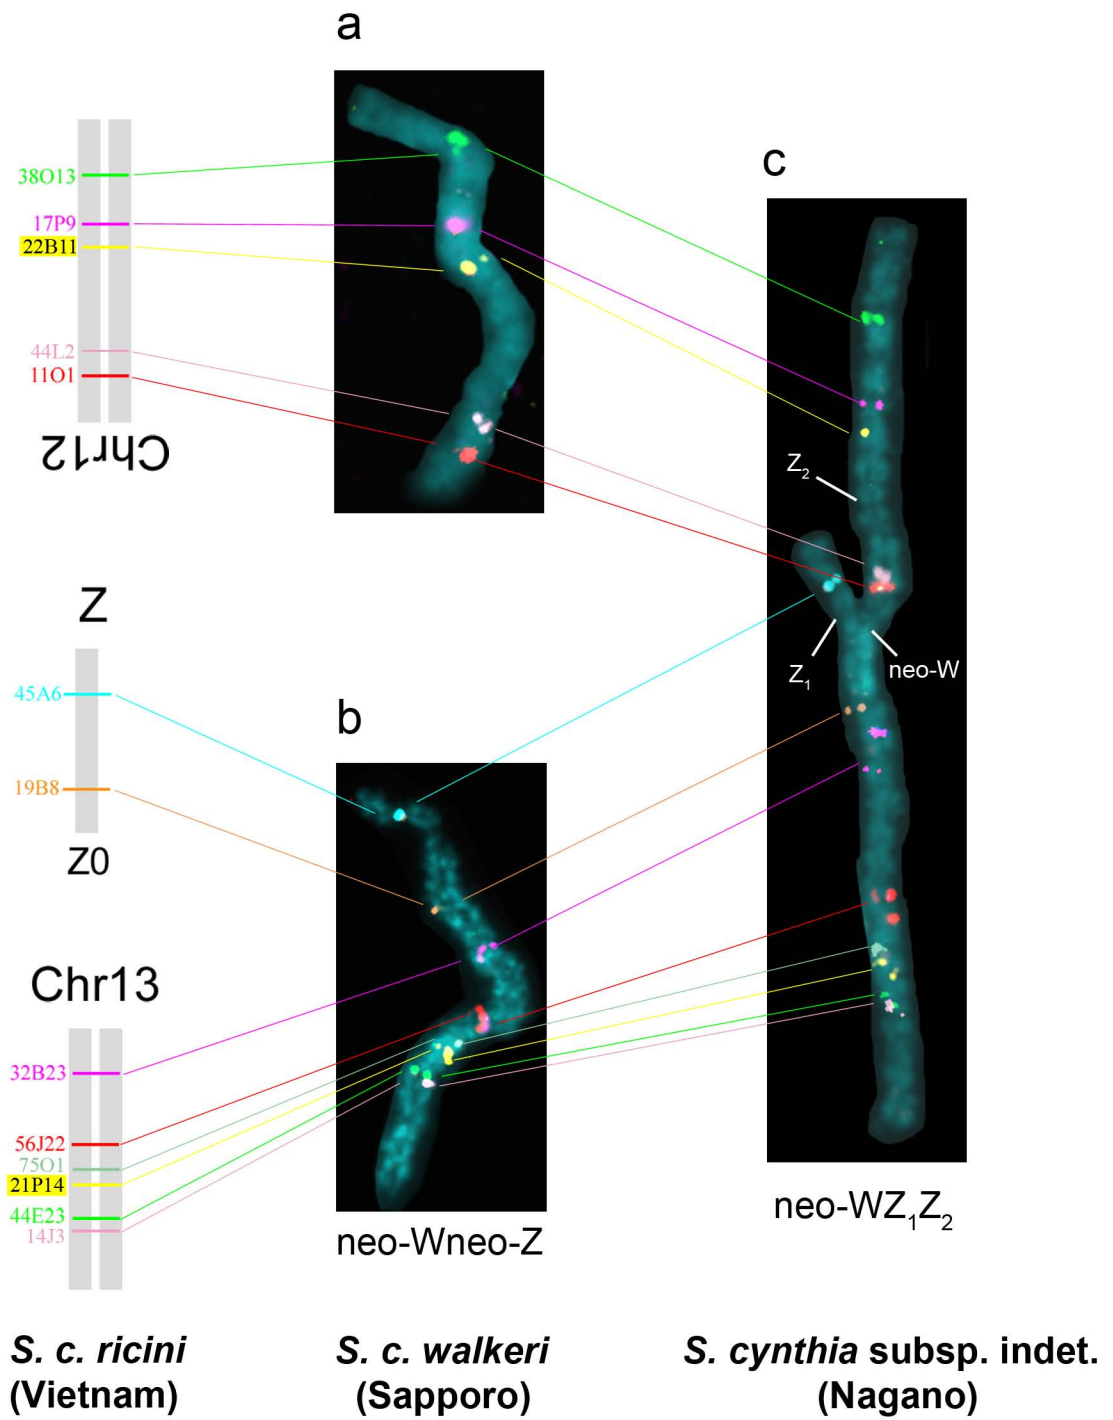 a
38O13
17P9
22B11
44L2
11O1
Chr12
c
Z2
Z1
neo-W
Z
45A6
19B8
Z0
b
Chr13
32B23
56J22
75O1
21P14
44E23
14J3
neo-Wneo-Z
neo-WZ1Z2
S. c. ricini
(Vietnam)
S. c. walkeri
(Sapporo)
S. cynthia subsp. indet.
(Nagano)